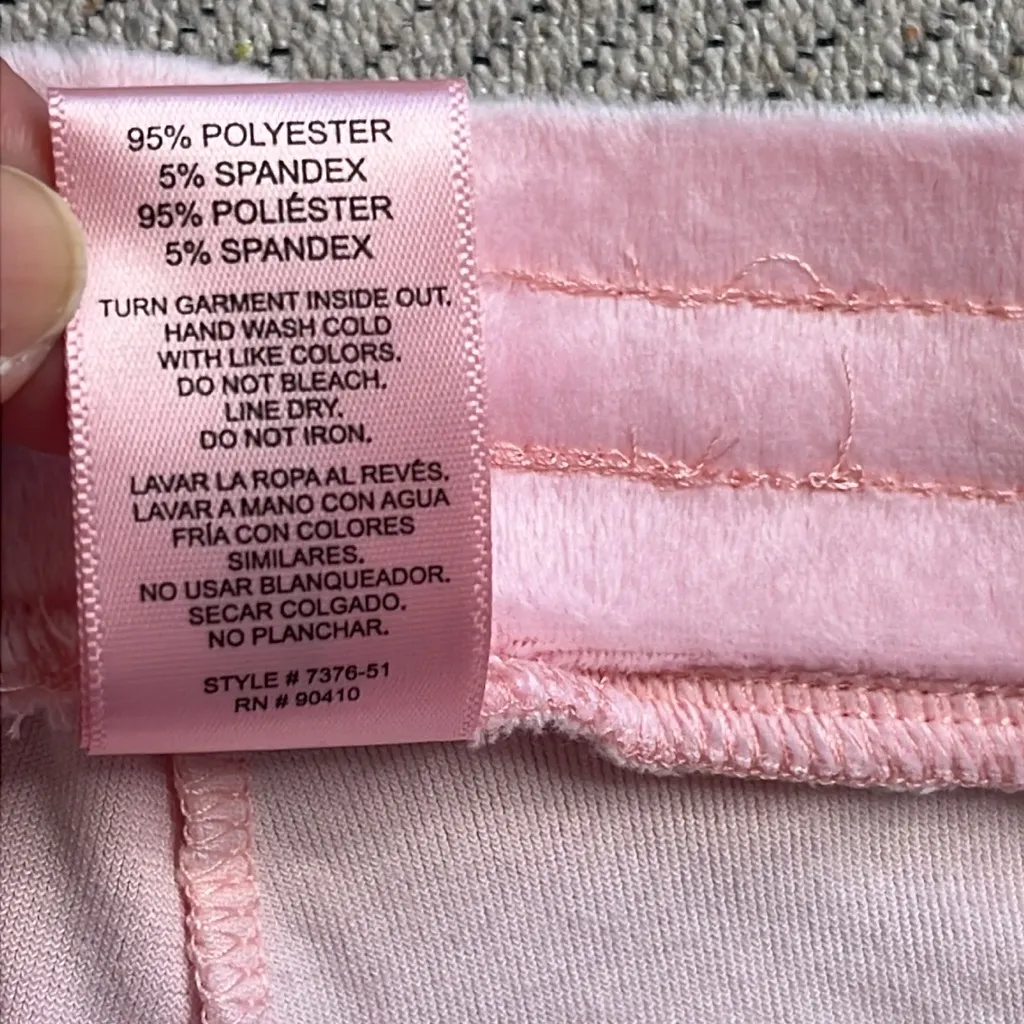 95% POLYESTER
5% SPANDEX
95% POLIÉSTER
5% SPANDEX
TURN GARMENT INSIDE OUT.
HAND WASH COLD
WITH LIKE COLORS.
DO NOT BLEACH.
LINE DRY.
DO NOT IRON.
LAVAR LA ROPA AL REVÉS.
LAVAR A MANO CON AGUA
FRÍA CON COLORES
SIMILARES.
NO USAR BLANQUEADOR.
SECAR COLGADO.
NO PLANCHAR.
STYLE # 7376-51
RN # 90410